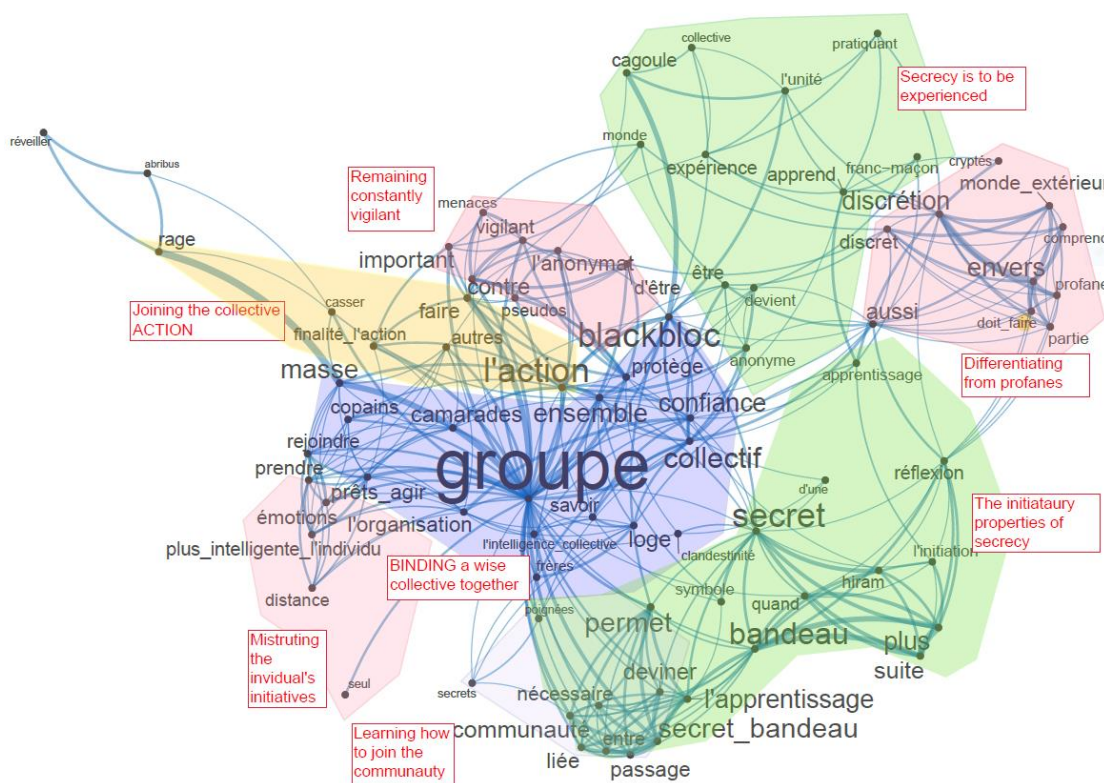 collective
pratiquant
cagoule
l'unité
Secrecy is to be
experienced
réveiller
abribus
monde
expérience
apprend
franc-maçon
cryptés
monde_extérieur
Remaining
constantly
vigilant
menaces
vigilant
discrétion
comprend
rage
important
l'anonymat
discret
envers
contre
d'être
être
devient
profane
pseudos
Joining the collective
ACTION
casser
faire
aussi
doit_faire
partie
finalité_l'action
autres
blackbloc
anonyme
masse
l'action
protège
apprentissage
Differentiating
from profanes
copains
camarades
ensemble
confiance
rejoindre
groupe
collectif
prendre
réflexion
prêts_agir
savoir
d'une
émotions
l'organisation
secret
The initiataury
properties of
secrecy
plus_intelligente_l'individu
l'intelligence_collective
loge
clandestinité
l'initiation
BINDING a wise
collective together
frères
hiram
distance
symbole
quand
poignées
permet
bandeau
plus
suite
Mistruting
the
invidual's
initiatives
seul
secrets
deviner
nécessaire
l'apprentissage
Learning how
to join the
communauty
communauté
secret_bandeau
liée
entre
passage